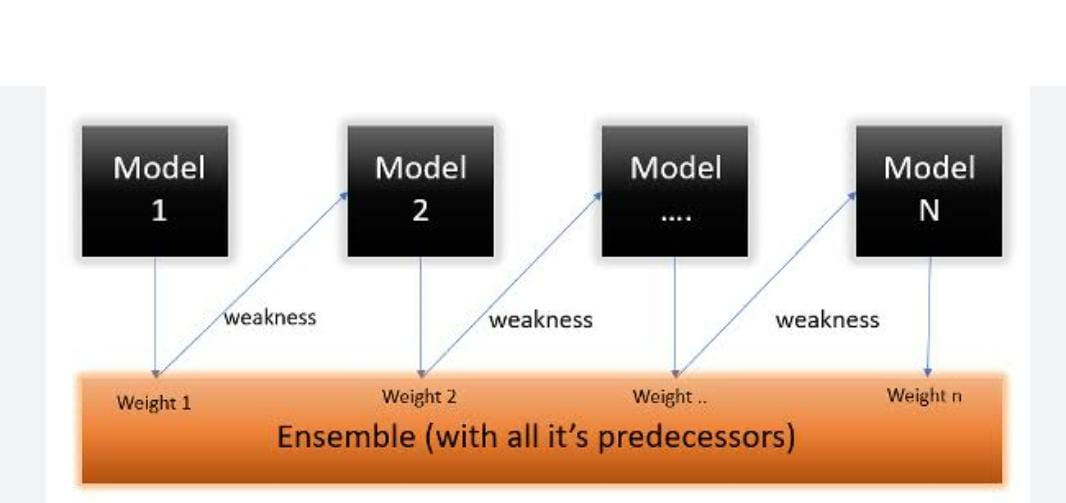 Model
1
Model
2
Model
....
Model
N
weakness
weakness
weakness
Weight 1
Weight 2
Weight ..
Weight n
Ensemble (with all it's predecessors)